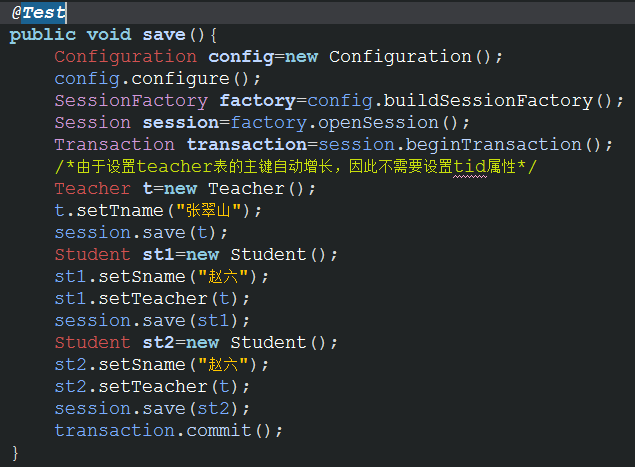 @Test
public void save(){
    Configuration config=new Configuration();
    config.configure();
    SessionFactory factory=config.buildSessionFactory();
    Session session=factory.openSession();
    Transaction transaction=session.beginTransaction();
    /*由于设置teacher表的主键自动增长，因此不需要设置tid属性*/
    Teacher t=new Teacher();
    t.setTname("张翠山");
    session.save(t);
    Student st1=new Student();
    st1.setSname("赵六");
    st1.setTeacher(t);
    session.save(st1);
    Student st2=new Student();
    st2.setSname("赵六");
    st2.setTeacher(t);
    session.save(st2);
    transaction.commit();
}